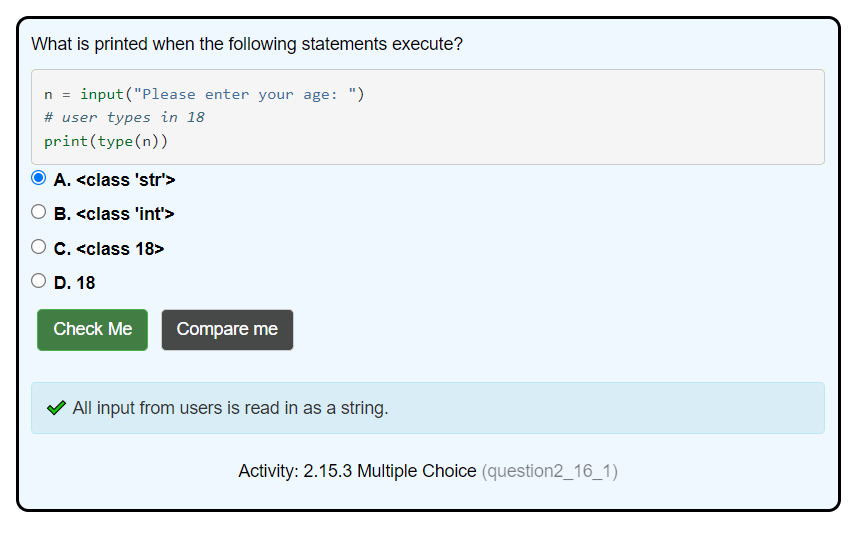 What is printed when the following statements execute?
n = input("Please enter your age: ")
# user types in 18
print(type(n))
A. <class 'str'>
B. <class 'int'>
C. <class 18>
D. 18
Check Me
Compare me
All input from users is read in as a string.
Activity: 2.15.3 Multiple Choice (question2_16_1)